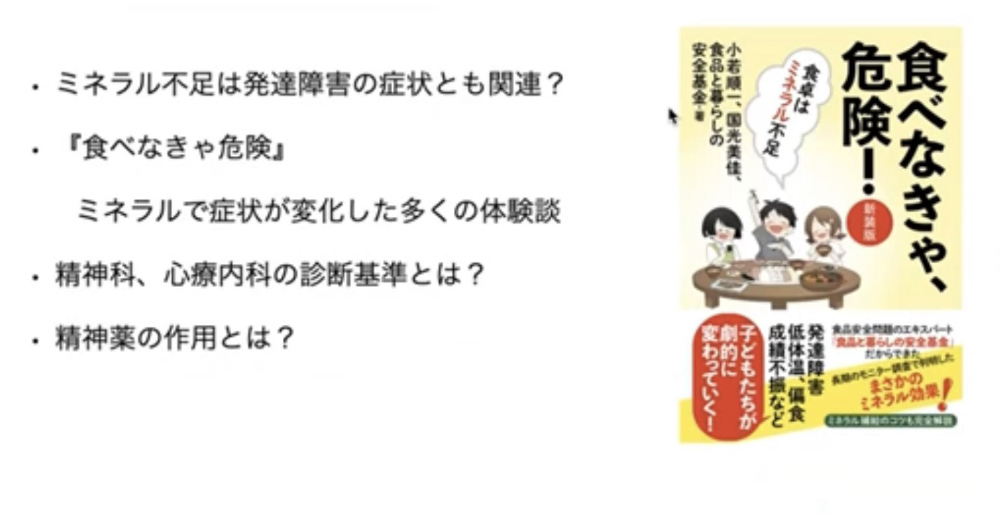 ・ミネラル不足は発達障害の症状とも関連？
・『食べなきゃ危険』
ミネラルで症状が変化した多くの体験談
・精神科、心療内科の診断基準とは？
・精神薬の作用とは？
食べなきゃ、
危険！
新装版
食卓は
ミネラル不足
小若順一、国光美佳、
食品と暮らしの
安全基金・著
食品安全問題のエキスパート
「食品と暮らしの安全基金」
だからできた
長期のモニター調査で判明した
まさかの
ミネラル効果！
ミネラル補給のコツも完全解説
発達障害
低体温、偏食
成績不振など
子どもたちが
劇的に
変わっていく！